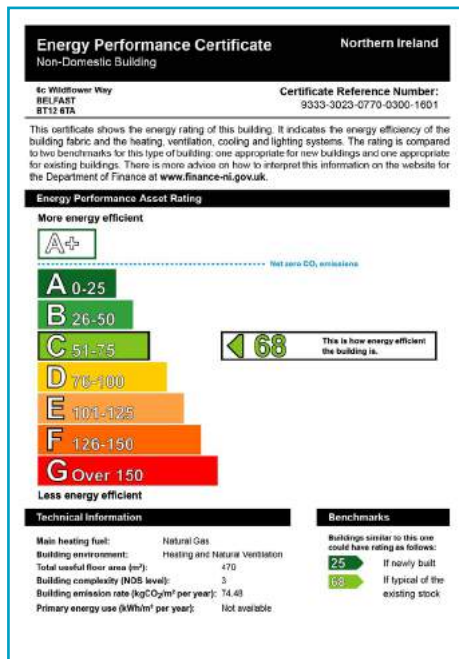 Energy Performance Certificate
Northern Ireland
Non-Domestic Building
6c Wildflower Way
BELFAST
BT12 6TA
Certificate Reference Number:
9333-3023-0770-0300-1601
This certificate shows the energy rating of this building. It indicates the energy efficiency of the
building fabric and the heating, ventilation, cooling and lighting systems. The rating is compared
to two benchmarks for this type of building: one appropriate for new buildings and one appropriate
for existing buildings. There is more advice on how to interpret this information on the website for
the Department of Finance at www.finance-ni.gov.uk.
Energy Performance Asset Rating
More energy efficient
A+
Net zero CO₂ emissions
A 0-25
B 26-50
C 51-75
68
This is how energy efficient
the building is.
D 76-100
E 101-125
F 126-150
G Over 150
Less energy efficient
Technical Information
Main heating fuel: Natural Gas
Building environment: Heating and Natural Ventilation
Total useful floor area (m²): 470
Building complexity (NOS level): 3
Building emission rate (kgCO₂/m² per year): 74.48
Primary energy use (kWh/m² per year): Not available
Benchmarks
Buildings similar to this one
could have rating as follows:
25 If newly built
68 If typical of the
existing stock